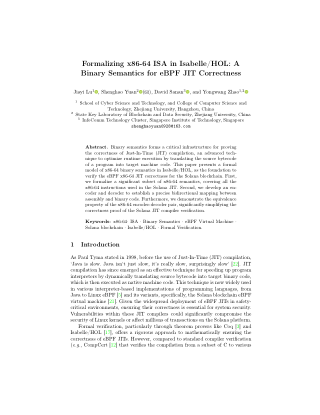 Formalizing x86-64 ISA in Isabelle/HOL: A
Binary Semantics for eBPF JIT Correctness
Jiayi Lu1, Shenghao Yuan2(✉), David Sanan3, and Yongwang Zhao1,2
1 School of Cyber Science and Technology, and College of Computer Science and
Technology, Zhejiang University, Hangzhou, China
2 State Key Laboratory of Blockchain and Data Security, Zhejiang University, China
3 InfoComm Technology Cluster, Singapore Institute of Technology, Singapore
shenghaoyuan0206@163.com
Abstract. Binary semantics forms a critical infrastructure for proving
the correctness of Just-In-Time (JIT) compilation, an advanced tech-
nique to optimize runtime execution by translating the source bytecode
of a program into target machine code. This paper presents a formal
model of x86-64 binary semantics in Isabelle/HOL, as the foundation to
verify the eBPF x86-64 JIT correctness for the Solana blockchain. First,
we formalize a significant subset of x86-64 semantics, covering all the
x86-64 instructions used in the Solana JIT. Second, we develop an en-
coder and decoder to establish a precise bidirectional mapping between
assembly and binary code. Furthermore, we demonstrate the equivalence
property of the x86-64 encoder-decoder pair, significantly simplifying the
correctness proof of the Solana JIT compiler verification.
Keywords: x86-64 ISA · Binary Semantics · eBPF Virtual Machine ·
Solana blockchain · Isabelle/HOL · Formal Verification
1 Introduction
As Paul Tyma stated in 1998, before the use of Just-In-Time (JIT) compilation,
'Java is slow. Java isn't just slow, it's really slow, surprisingly slow'. JIT
compilation has since emerged as an effective technique for speeding up program
interpreters by dynamically translating source bytecode into target binary code,
which is then executed as native machine code. This technique is now widely used
in various interpreter-based implementations of programming languages, from
Java to Linux eBPF and its variants, specifically, the Solana blockchain eBPF
virtual machine. Given the widespread deployment of eBPF JITs in safety-
critical environments, ensuring their correctness is essential for system security.
Vulnerabilities within these JIT compilers could significantly compromise the
security of Linux kernels or affect millions of transactions on the Solana platform.
Formal verification, particularly through theorem provers like Coq and
Isabelle/HOL, offers a rigorous approach to mathematically ensuring the
correctness of eBPF JITs. However, compared to standard compiler verification
(e.g., CompCert that verifies the compilation from a subset of C to various